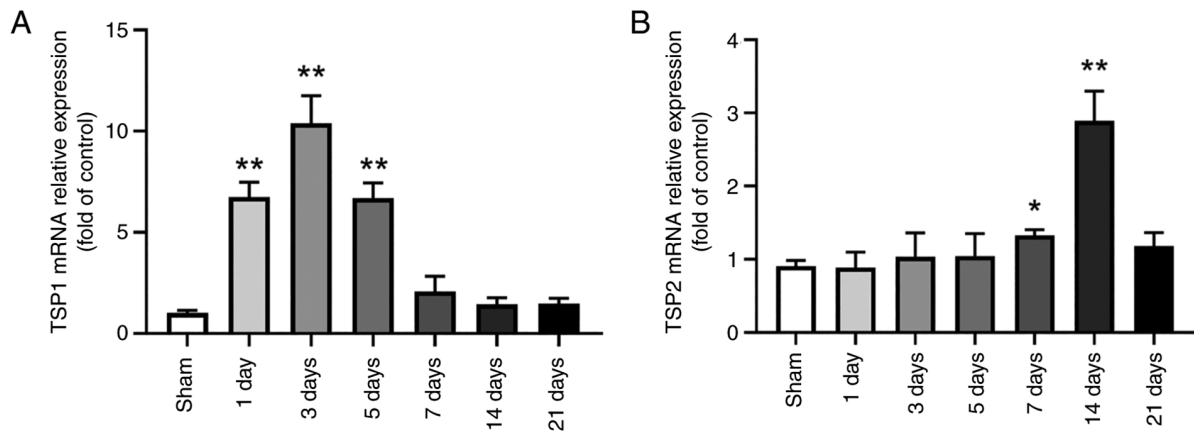 A
TSP1 mRNA relative expression
(fold of control)
15
10
5
0
**
**
**
Sham
1 day
3 days
5 days
7 days
14 days
21 days
B
TSP2 mRNA relative expression
(fold of control)
4
3
2
1
0
*
**
Sham
1 day
3 days
5 days
7 days
14 days
21 days